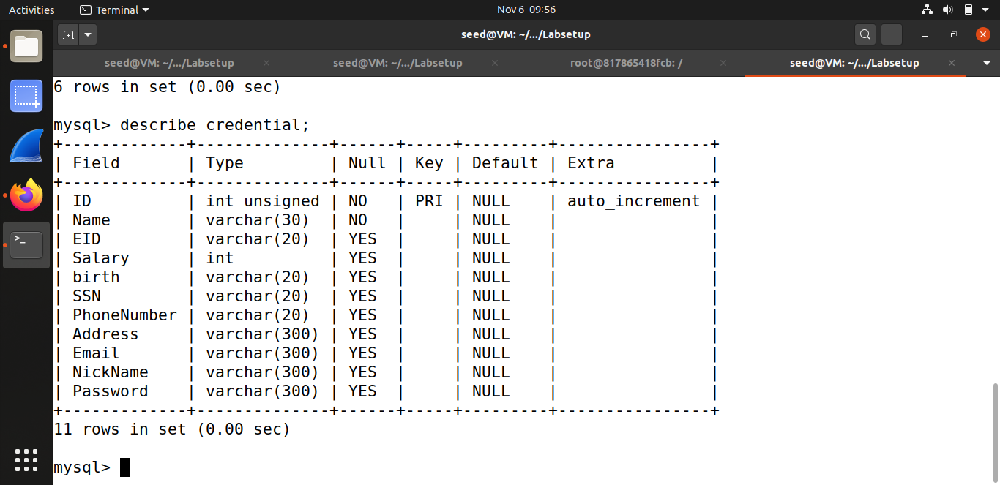 Activities Terminal Nov 6 09:56
seed@VM: ~/.../Labsetup
seed@VM: ~/.../Labsetup × seed@VM: ~/.../Labsetup × root@817865418fcb: / × seed@VM: ~/.../Labsetup ×
6 rows in set (0.00 sec)
mysql> describe credential;
+-------------+--------------+------+-----+---------+----------------+
| Field       | Type         | Null | Key | Default | Extra          |
+-------------+--------------+------+-----+---------+----------------+
| ID          | int unsigned | NO   | PRI | NULL    | auto_increment |
| Name        | varchar(30)  | NO   |     | NULL    |                |
| EID         | varchar(20)  | YES  |     | NULL    |                |
| Salary      | int          | YES  |     | NULL    |                |
| birth       | varchar(20)  | YES  |     | NULL    |                |
| SSN         | varchar(20)  | YES  |     | NULL    |                |
| PhoneNumber | varchar(20)  | YES  |     | NULL    |                |
| Address     | varchar(300) | YES  |     | NULL    |                |
| Email       | varchar(300) | YES  |     | NULL    |                |
| NickName    | varchar(300) | YES  |     | NULL    |                |
| Password    | varchar(300) | YES  |     | NULL    |                |
+-------------+--------------+------+-----+---------+----------------+
11 rows in set (0.00 sec)
mysql>